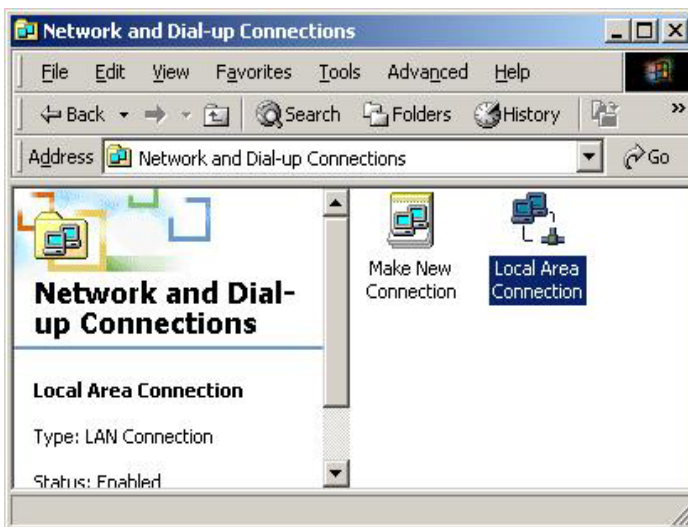 Network and Dial-up Connections
File Edit View Favorites Tools Advanced Help
Back Search Folders History »
Address Network and Dial-up Connections Go
Network and Dial-
up Connections
Local Area Connection
Type: LAN Connection
Status: Enabled
Make New
Connection
Local Area
Connection